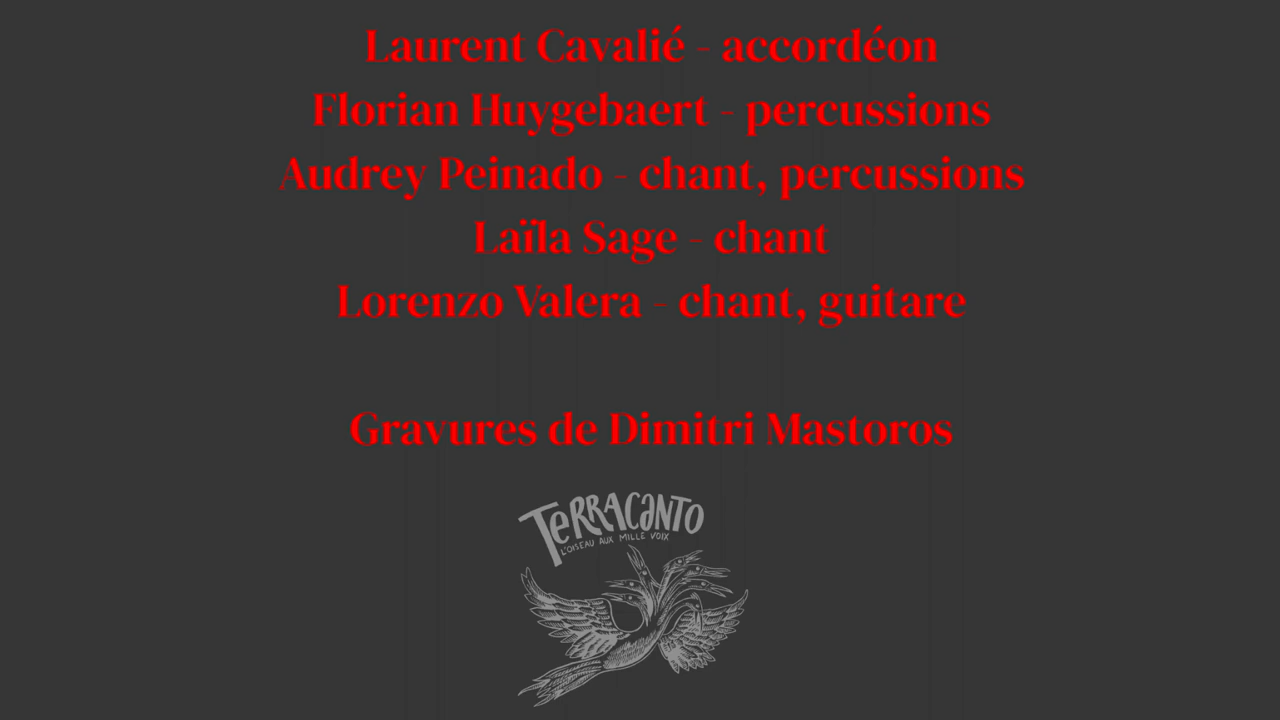 Laurent Cavalié - accordéon
Florian Huygebaert - percussions
Audrey Peinado - chant, percussions
Laïla Sage - chant
Lorenzo Valera - chant, guitare
Gravures de Dimitri Mastoros
TERRACANTO
L'OISEAU AUX MILLE VOIX